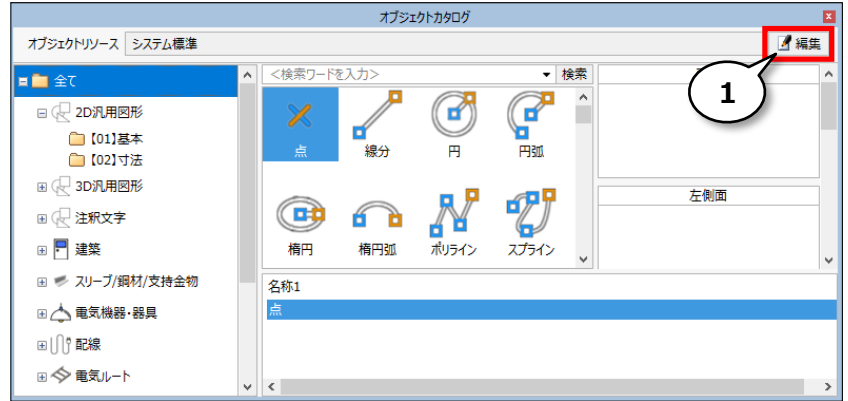 オブジェクトカタログ
オブジェクトリソース システム標準
編集
1
全て
2D汎用図形
【01】基本
【02】寸法
3D汎用図形
注釈文字
建築
スリーブ/鋼材/支持金物
電気機器・器具
配線
電気ルート
<検索ワードを入力> 検索
点 線分 円 円弧
楕円 楕円弧 ポリライン スプライン
左側面
名称1
点